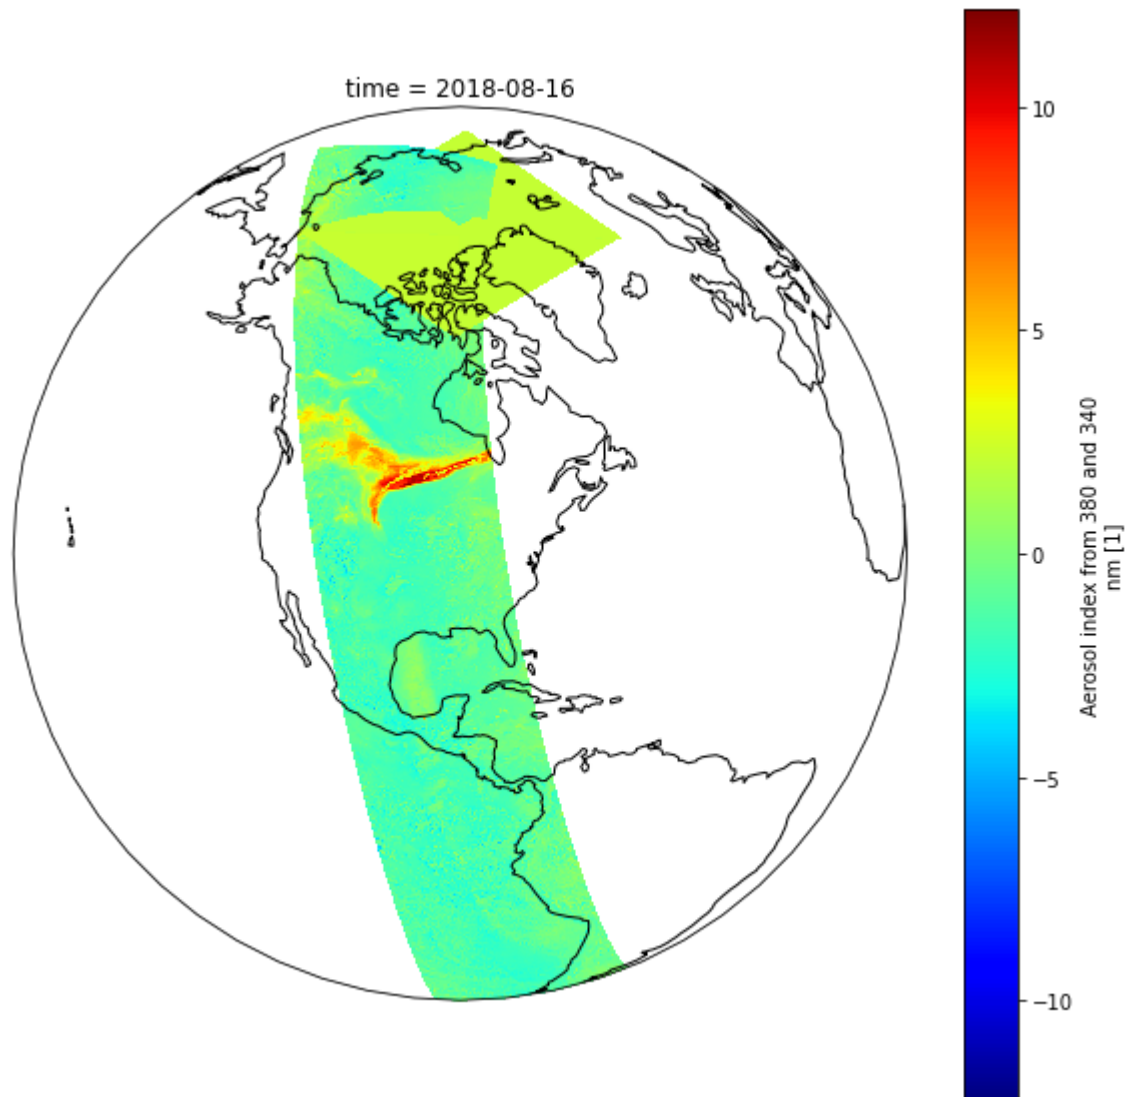 time = 2018-08-16
10
5
0
−5
−10
Aerosol index from 380 and 340
nm [1]